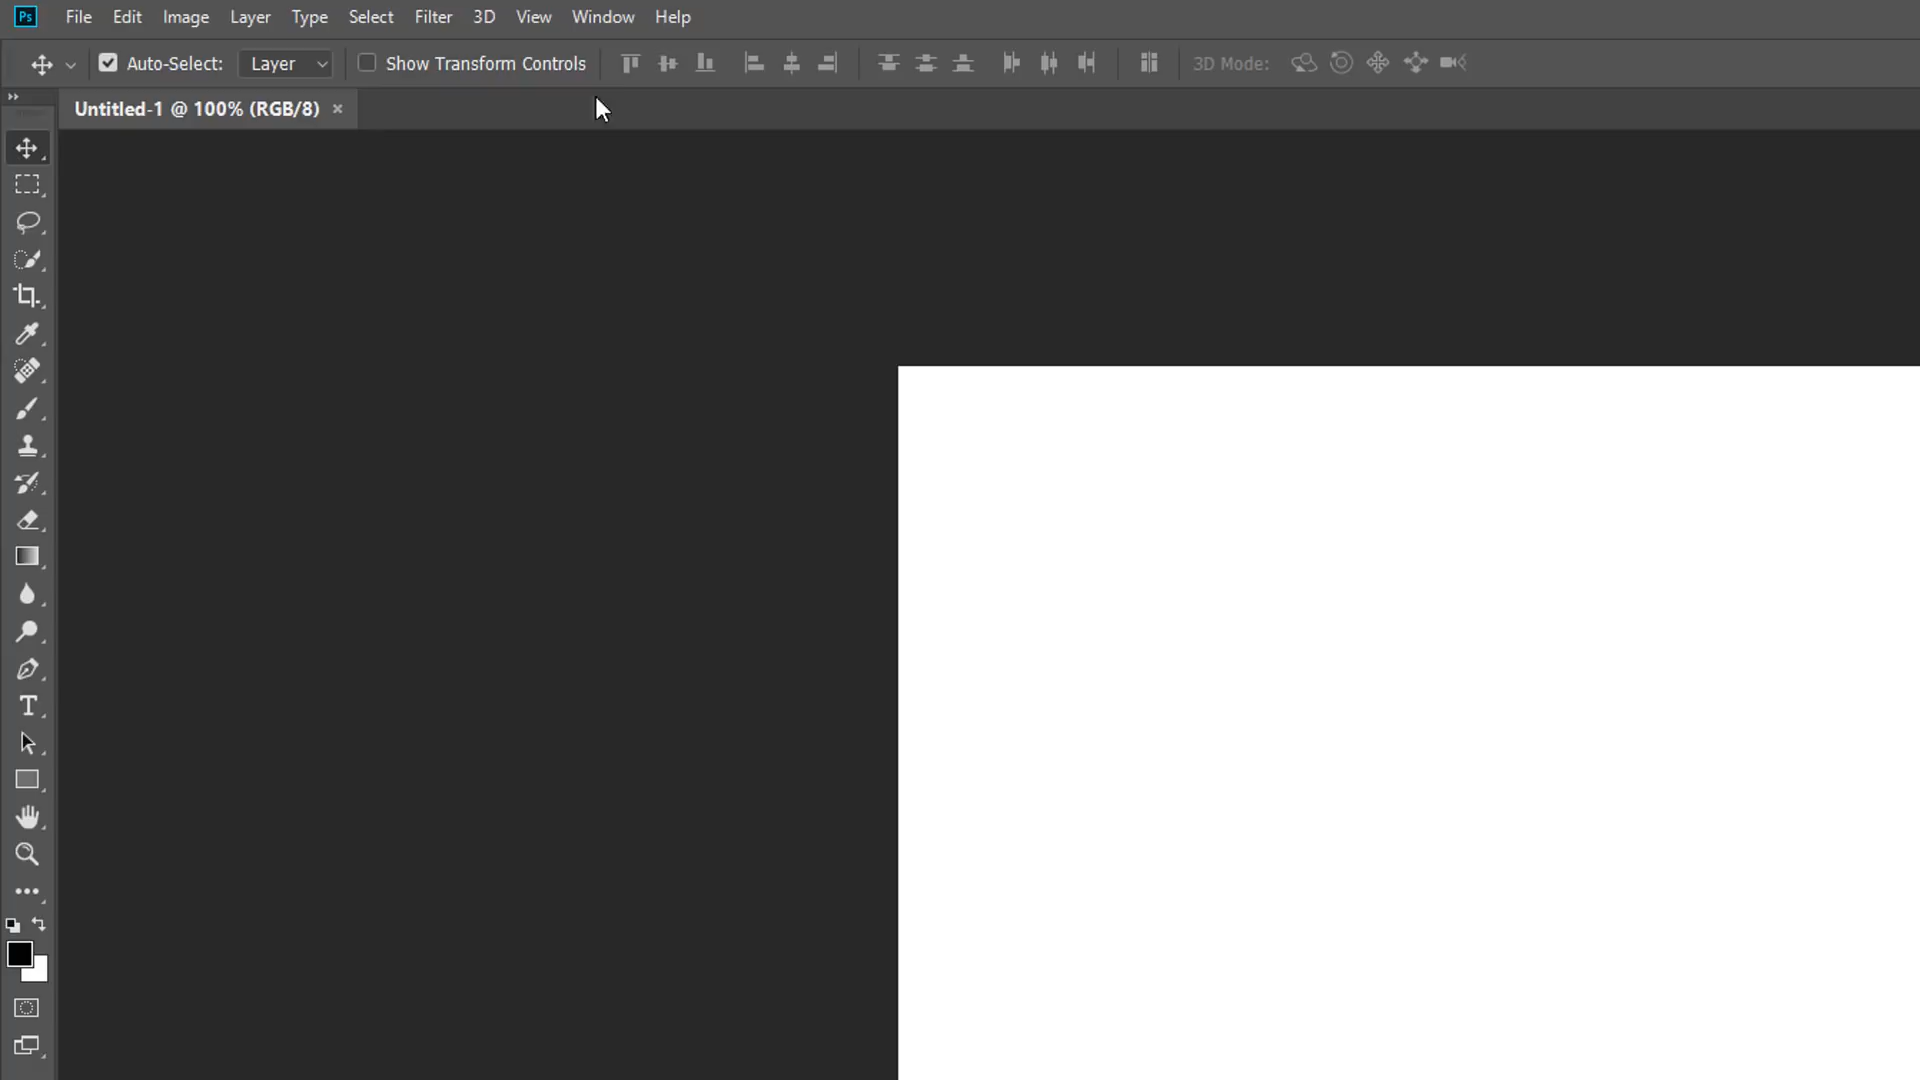 Ps File Edit Image Layer Type Select Filter 3D View Window Help
Auto-Select: Layer Show Transform Controls 3D Mode:
Untitled-1 @ 100% (RGB/8) ×